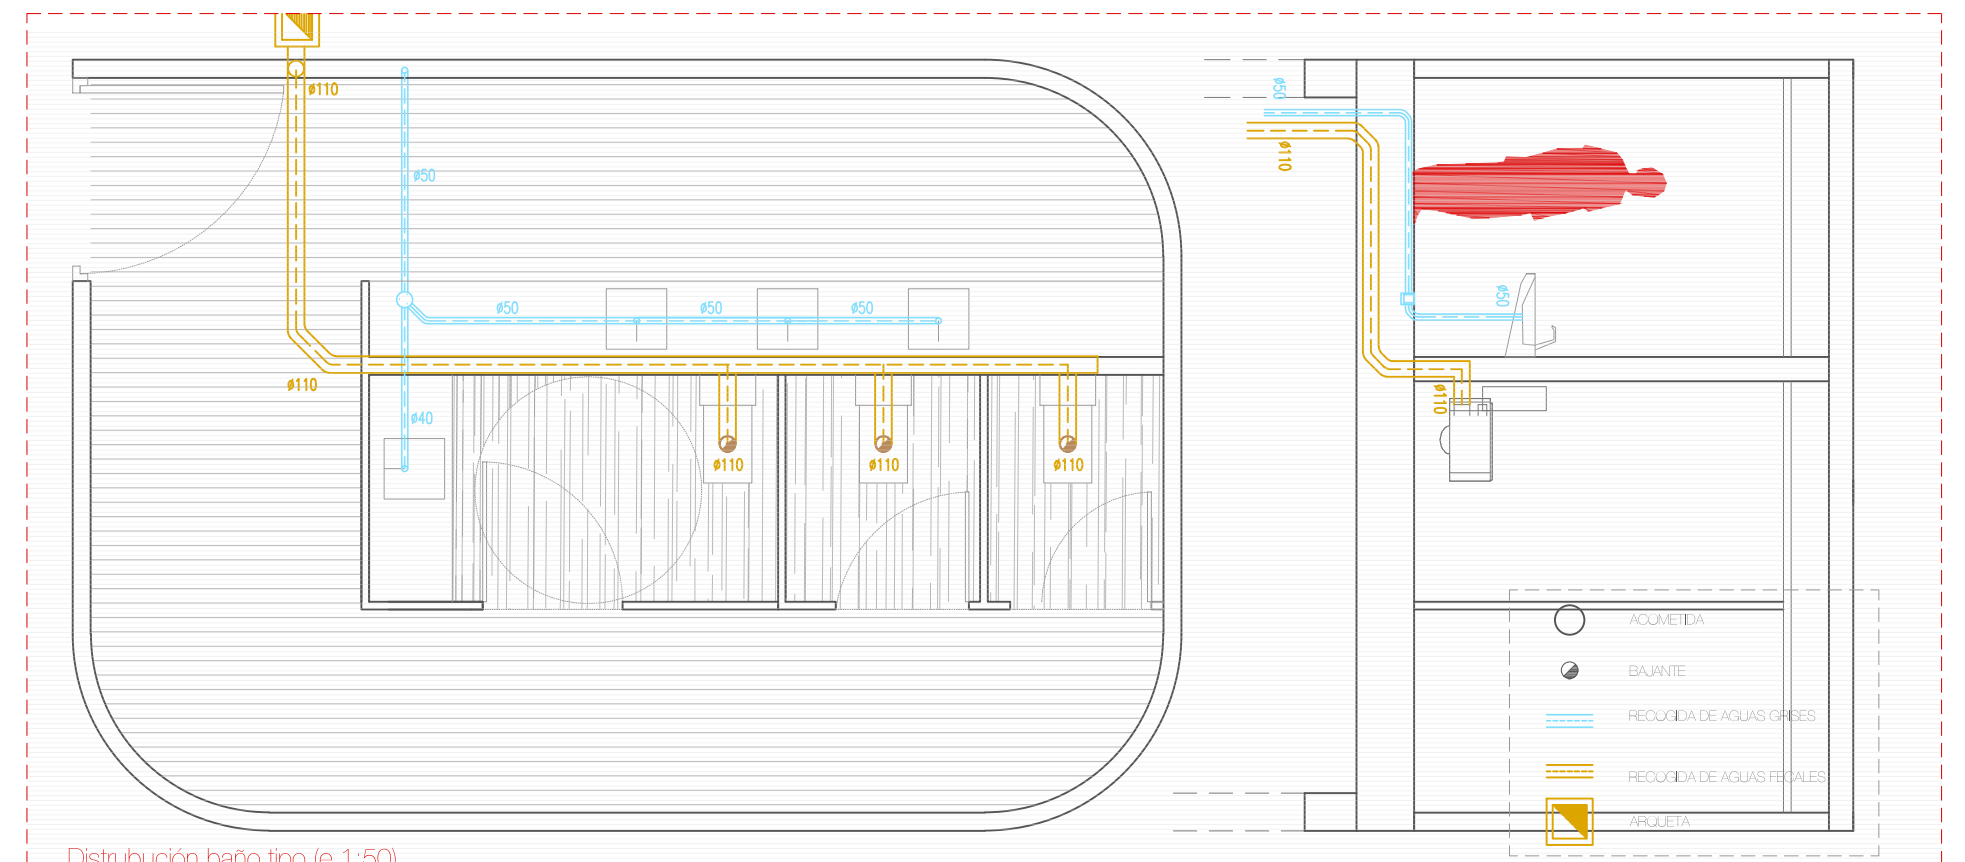 ø110
ø50
ø50
ø50
ø50
ø110
ø40
ø110
ø110
ø110
ø50
ø110
ø50
ø110
ACOMETIDA
BAJANTE
RECOGIDA DE AGUAS GRISES
RECOGIDA DE AGUAS FECALES
ARQUETA
Distrubución baño tipo (e 1:50)